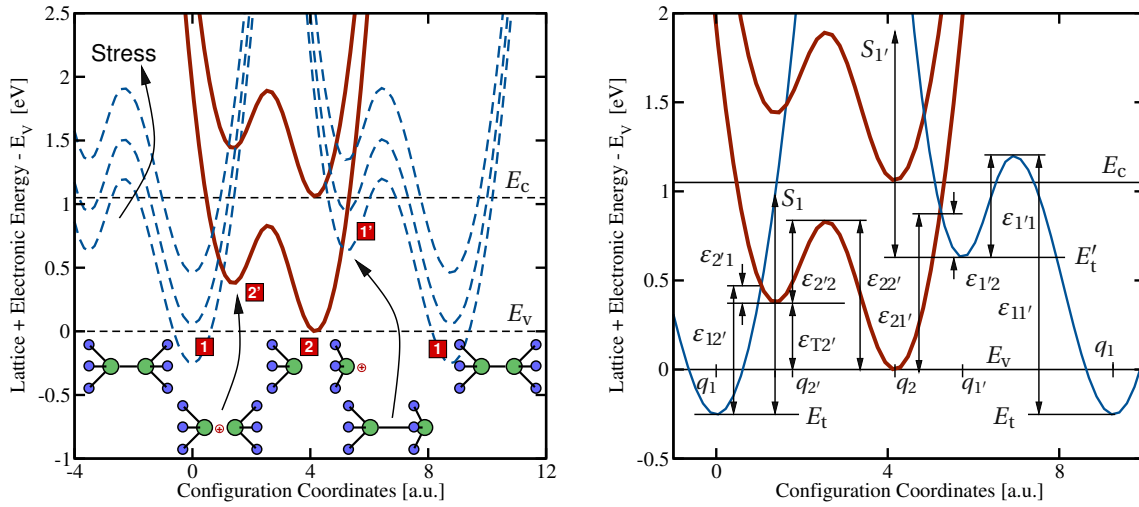 Lattice + Electronic Energy - E_V [eV]
2.5
2
1.5
1
0.5
0
-0.5
-1
-4
0
4
8
12
Configuration Coordinates [a.u.]
Stress
E_c
E_v
1'
2'
1
2
1
Lattice + Electronic Energy - E_V [eV]
2
1.5
1
0.5
0
-0.5
0
4
8
Configuration Coordinates [a.u.]
S_1'
S_1
E_c
ε_1'1
E_t'
ε_2'1
ε_2'2
ε_22'
ε_1'2
ε_12'
ε_T2'
ε_21'
ε_11'
E_v
q_1
q_1
q_2'
q_2
q_1'
E_t
E_t